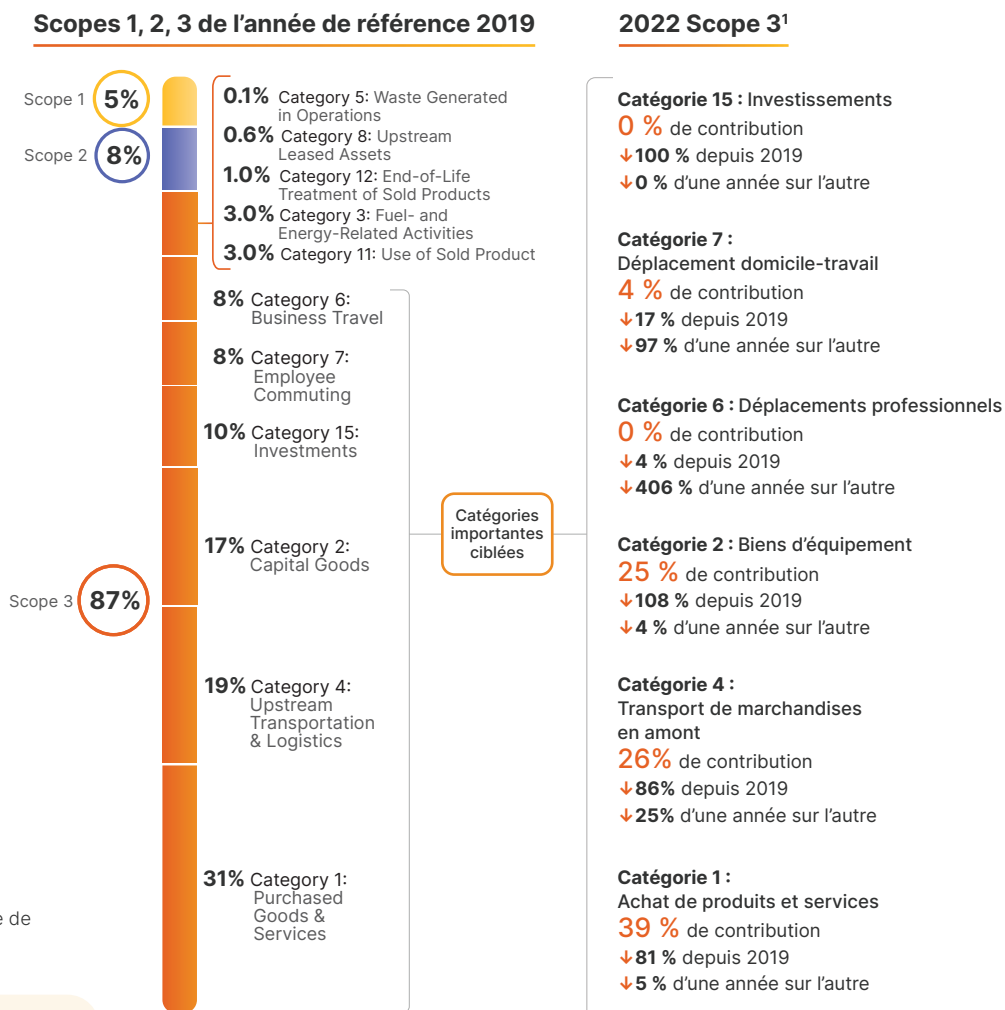 Scopes 1, 2, 3 de l’année de référence 2019
Scope 1
5%
Scope 2
8%
0.1% Category 5: Waste Generated
in Operations
0.6% Category 8: Upstream
Leased Assets
1.0% Category 12: End-of-Life
Treatment of Sold Products
3.0% Category 3: Fuel- and
Energy-Related Activities
3.0% Category 11: Use of Sold Product
8% Category 6:
Business Travel
8% Category 7:
Employee
Commuting
10% Category 15:
Investments
17% Category 2:
Capital Goods
Scope 3
87%
19% Category 4:
Upstream
Transportation
& Logistics
31% Category 1:
Purchased
Goods &
Services
de
Catégories
importantes
ciblées
2022 Scope 3¹
Catégorie 15 : Investissements
0 % de contribution
↓100 % depuis 2019
↓0 % d’une année sur l’autre
Catégorie 7 :
Déplacement domicile-travail
4 % de contribution
↓17 % depuis 2019
↓97 % d’une année sur l’autre
Catégorie 6 : Déplacements professionnels
0 % de contribution
↓4 % depuis 2019
↓406 % d’une année sur l’autre
Catégorie 2 : Biens d’équipement
25 % de contribution
↓108 % depuis 2019
↓4 % d’une année sur l’autre
Catégorie 4 :
Transport de marchandises
en amont
26% de contribution
↓86% depuis 2019
↓25% d’une année sur l’autre
Catégorie 1 :
Achat de produits et services
39 % de contribution
↓81 % depuis 2019
↓5 % d’une année sur l’autre